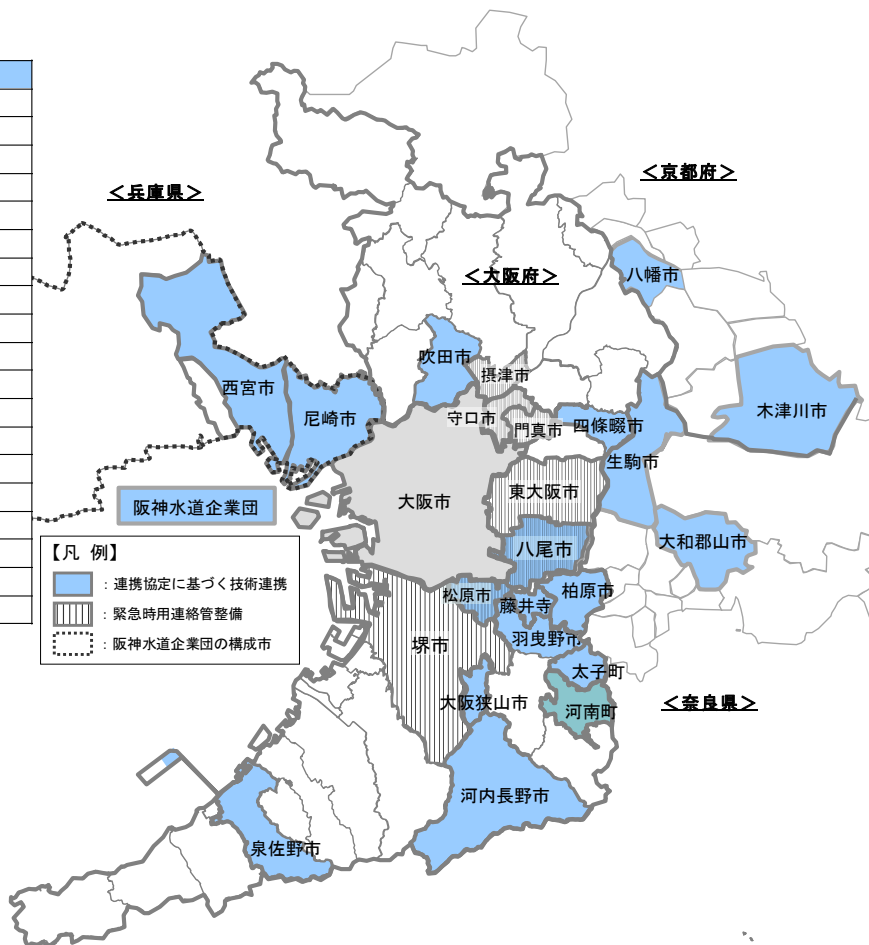 <京都府>
<兵庫県>
<大阪府>
八幡市
吹田市
摂津市
西宮市
尼崎市
守口市
門真市
四條畷市
木津川市
生駒市
大阪市
東大阪市
阪神水道企業団
八尾市
大和郡山市
【凡 例】
:連携協定に基づく技術連携
:緊急時用連絡管整備
:阪神水道企業団の構成市
松原市
藤井寺
柏原市
羽曳野市
堺市
太子町
大阪狭山市
河南町
<奈良県>
河内長野市
泉佐野市